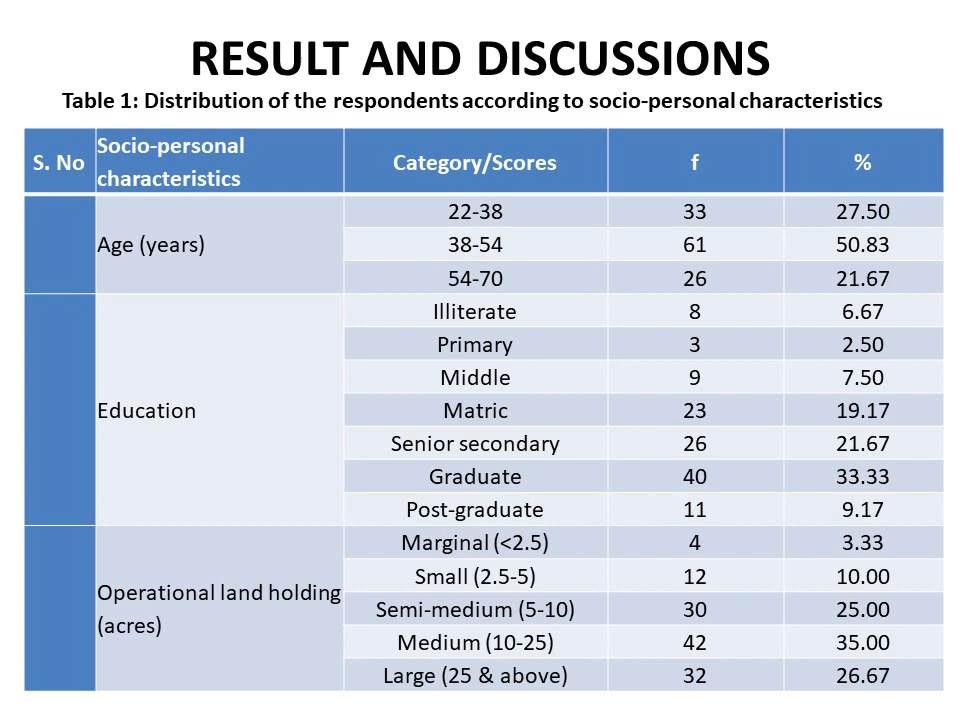 RESULT AND DISCUSSIONS
Table 1: Distribution of the respondents according to socio-personal characteristics
S. No Socio-personal characteristics Category/Scores f %
Age (years) 22-38 33 27.50
38-54 61 50.83
54-70 26 21.67
Education Illiterate 8 6.67
Primary 3 2.50
Middle 9 7.50
Matric 23 19.17
Senior secondary 26 21.67
Graduate 40 33.33
Post-graduate 11 9.17
Operational land holding (acres) Marginal (<2.5) 4 3.33
Small (2.5-5) 12 10.00
Semi-medium (5-10) 30 25.00
Medium (10-25) 42 35.00
Large (25 & above) 32 26.67